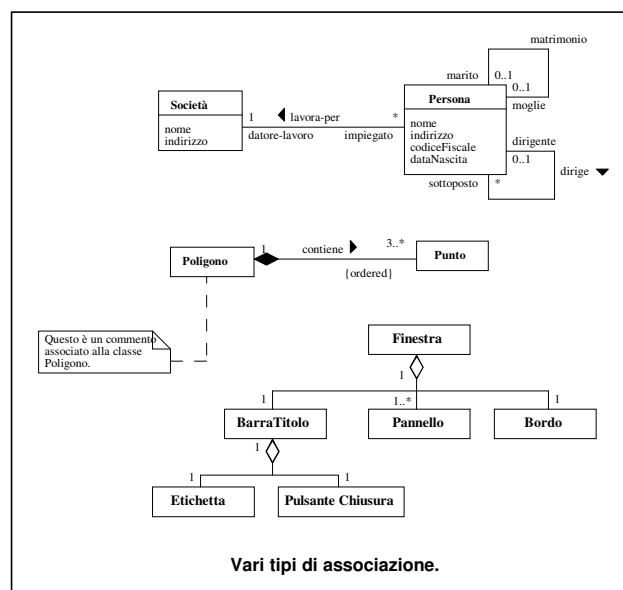 matrimonio
marito
0..1
0..1
moglie
Società
nome
indirizzo
1
lavora-per
*
datore-lavoro
impiegato
Persona
nome
indirizzo
codiceFiscale
dataNascita
dirigente
0..1
dirige
sottoposto
*
Poligono
1
contiene
3..*
{ordered}
Punto
Questo è un commento
associato alla classe
Poligono.
Finestra
1
1
1..*
1
BarraTitolo
Pannello
Bordo
1
1
1
Etichetta
Pulsante Chiusura
Vari tipi di associazione.